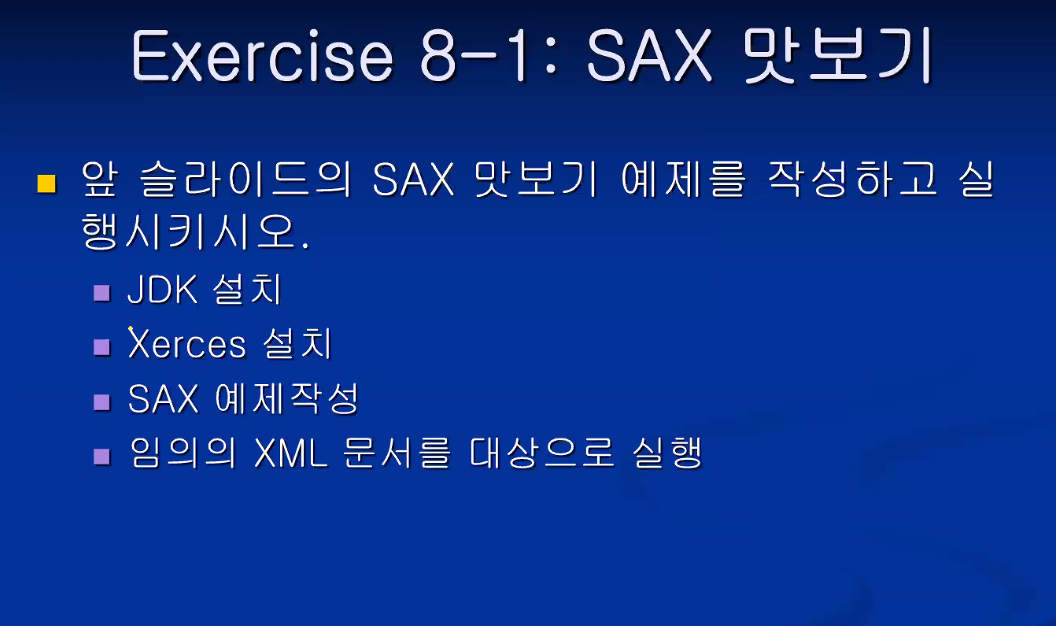 Exercise 8-1: SAX 맛보기
앞 슬라이드의 SAX 맛보기 예제를 작성하고 실
행시키시오.
JDK 설치
Xerces 설치
SAX 예제작성
임의의 XML 문서를 대상으로 실행